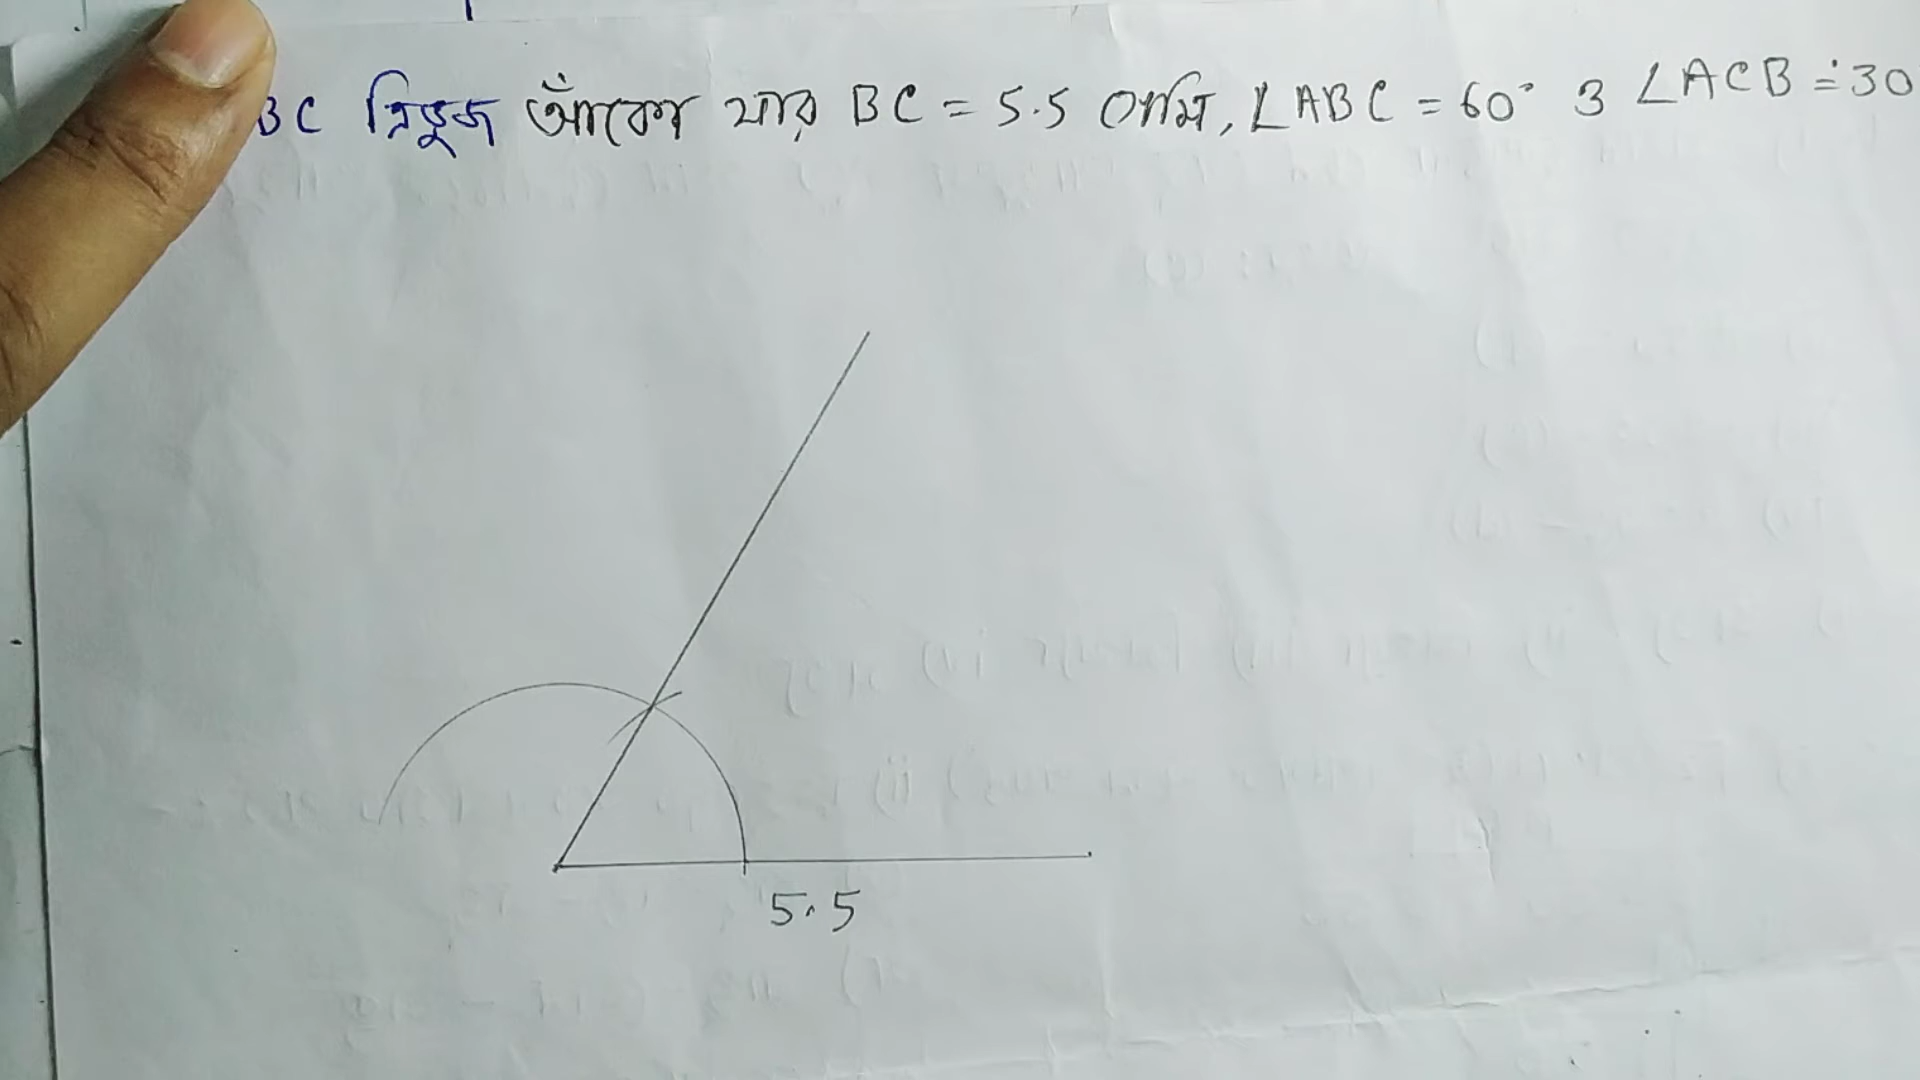 BC ত্রিভুজ আঁকো যার BC = 5.5 সেমি, ∠ABC = 60° ও ∠ACB = 30
5.5